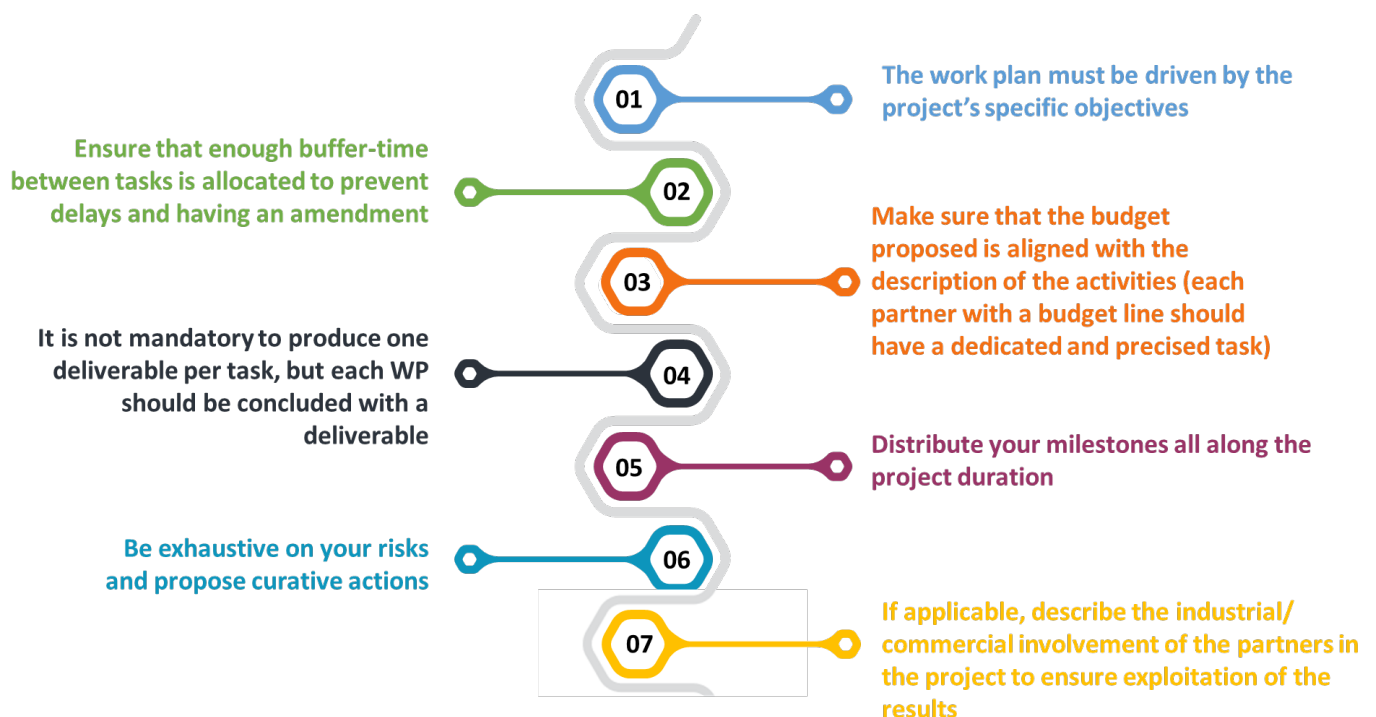 01
The work plan must be driven by the
project's specific objectives
Ensure that enough buffer-time
between tasks is allocated to prevent
delays and having an amendment
02
03
Make sure that the budget
proposed is aligned with the
description of the activities (each
partner with a budget line should
have a dedicated and precised task)
It is not mandatory to produce one
deliverable per task, but each WP
should be concluded with a
deliverable
04
05
Distribute your milestones all along the
project duration
Be exhaustive on your risks
and propose curative actions
06
07
If applicable, describe the industrial/
commercial involvement of the partners in
the project to ensure exploitation of the
results